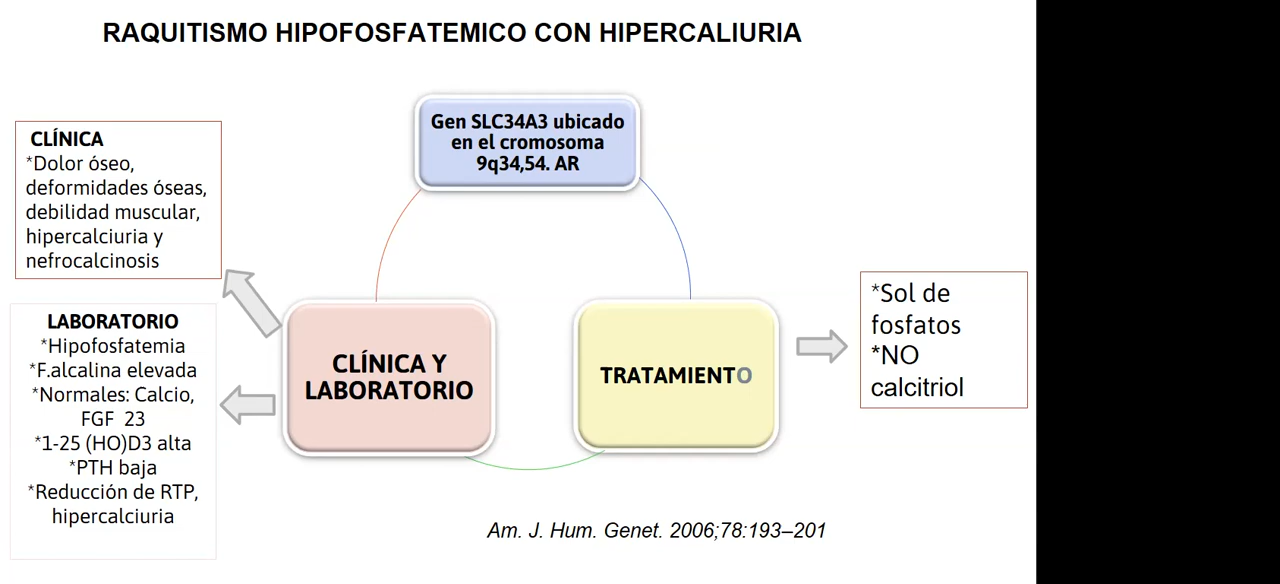 RAQUITISMO HIPOFOSFATEMICO CON HIPERCALIURIA
Gen SLC34A3 ubicado
en el cromosoma
9q34,54. AR
CLÍNICA
*Dolor óseo,
deformidades óseas,
debilidad muscular,
hipercalciuria y
nefrocalcinosis
LABORATORIO
*Hipofosfatemia
*F.alcalina elevada
*Normales: Calcio,
FGF 23
*1-25 (HO)D3 alta
*PTH baja
*Reducción de RTP,
hipercalciuria
CLÍNICA Y
LABORATORIO
TRATAMIENTO
*Sol de
fosfatos
*NO
calcitriol
Am. J. Hum. Genet. 2006;78:193–201